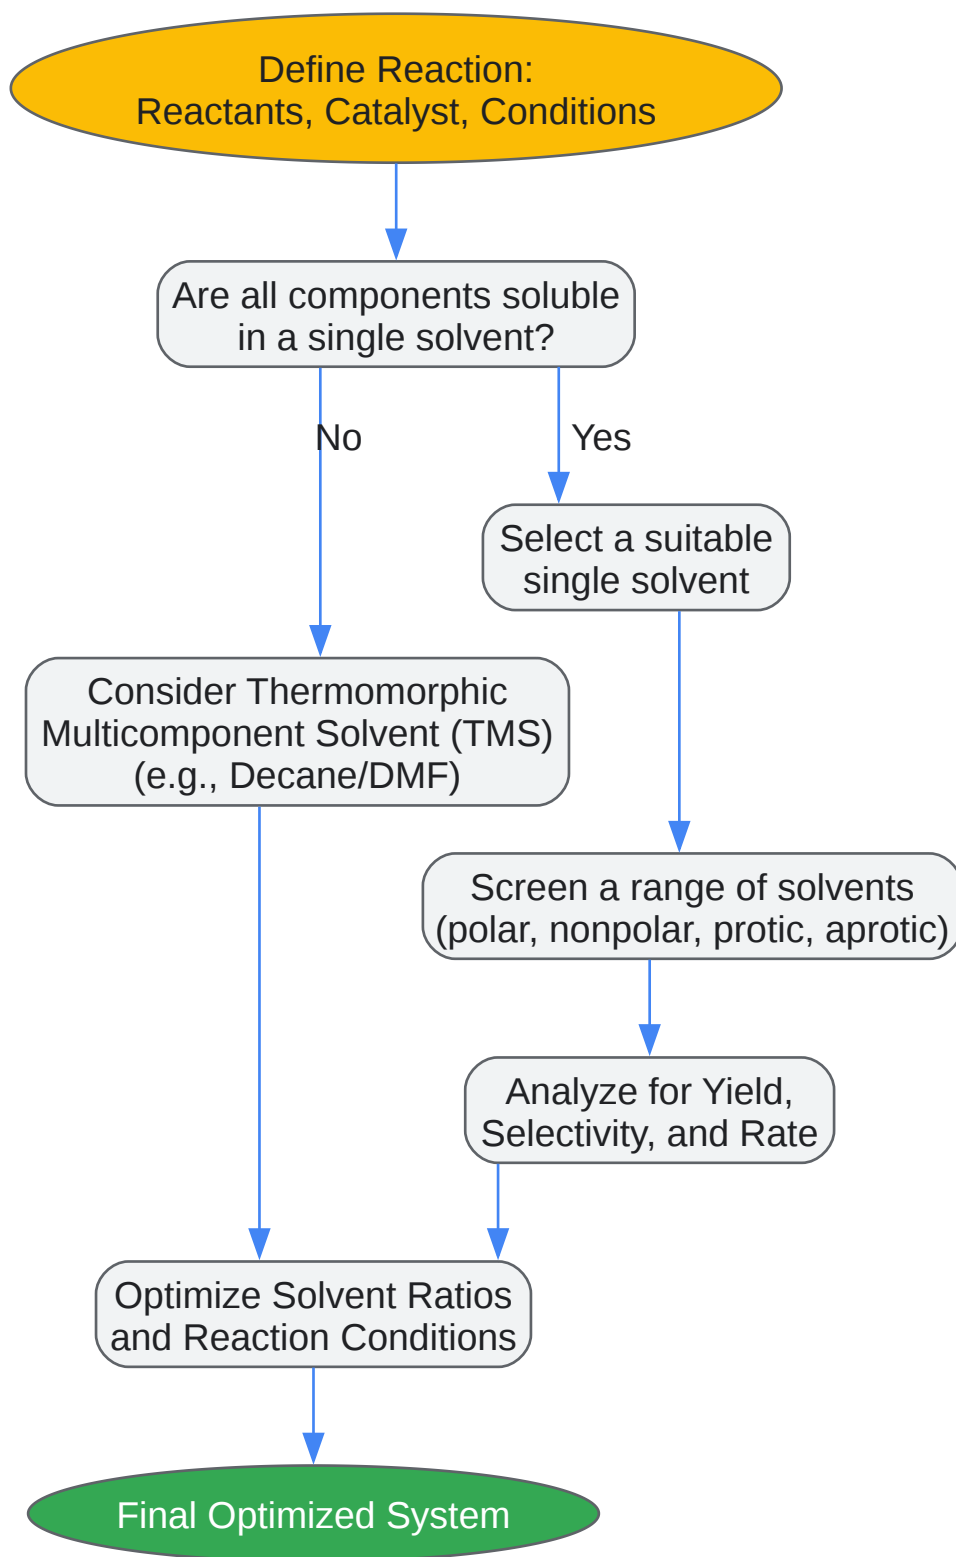 Define Reaction:
Reactants, Catalyst, Conditions
Are all components soluble
in a single solvent?
No
Yes
Select a suitable
single solvent
Consider Thermomorphic
Multicomponent Solvent (TMS)
(e.g., Decane/DMF)
Screen a range of solvents
(polar, nonpolar, protic, aprotic)
Analyze for Yield,
Selectivity, and Rate
Optimize Solvent Ratios
and Reaction Conditions
Final Optimized System